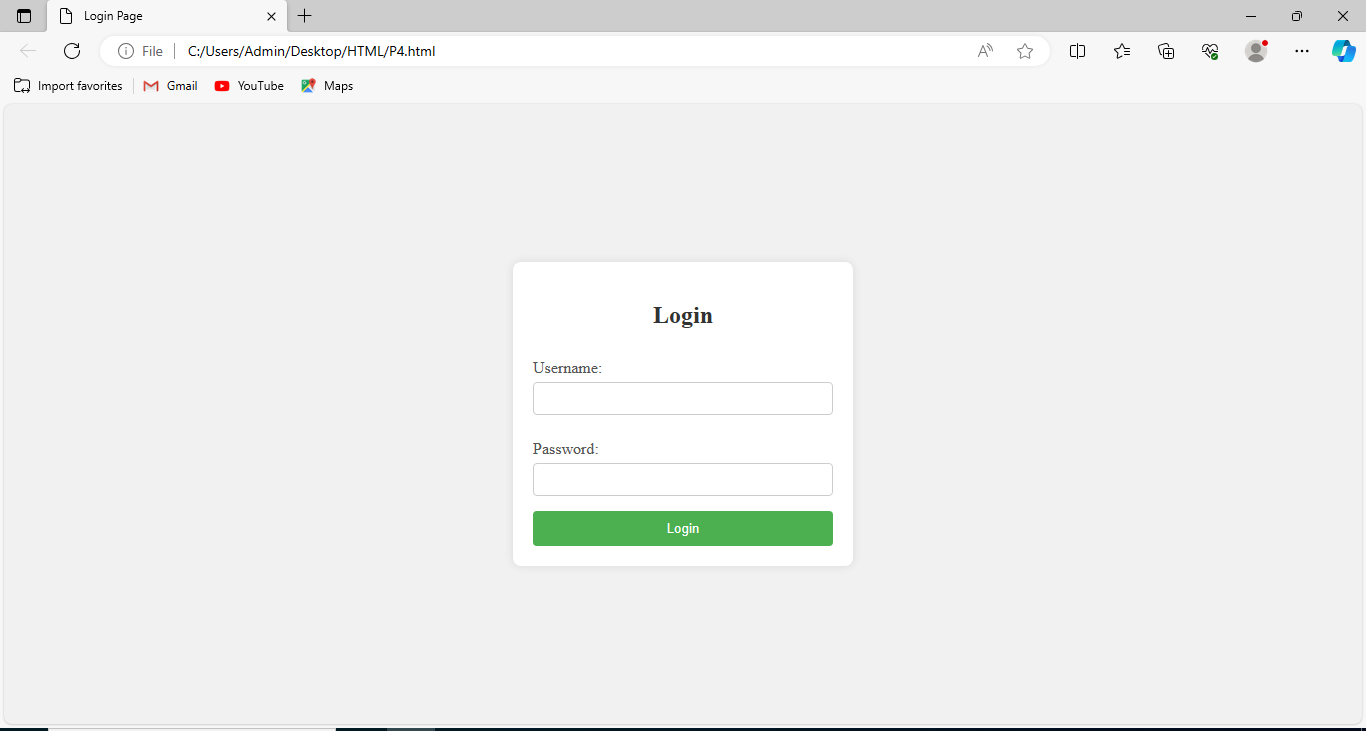 Login Page
File C:/Users/Admin/Desktop/HTML/P4.html
Import favorites Gmail YouTube Maps
Login
Username:
Password:
Login